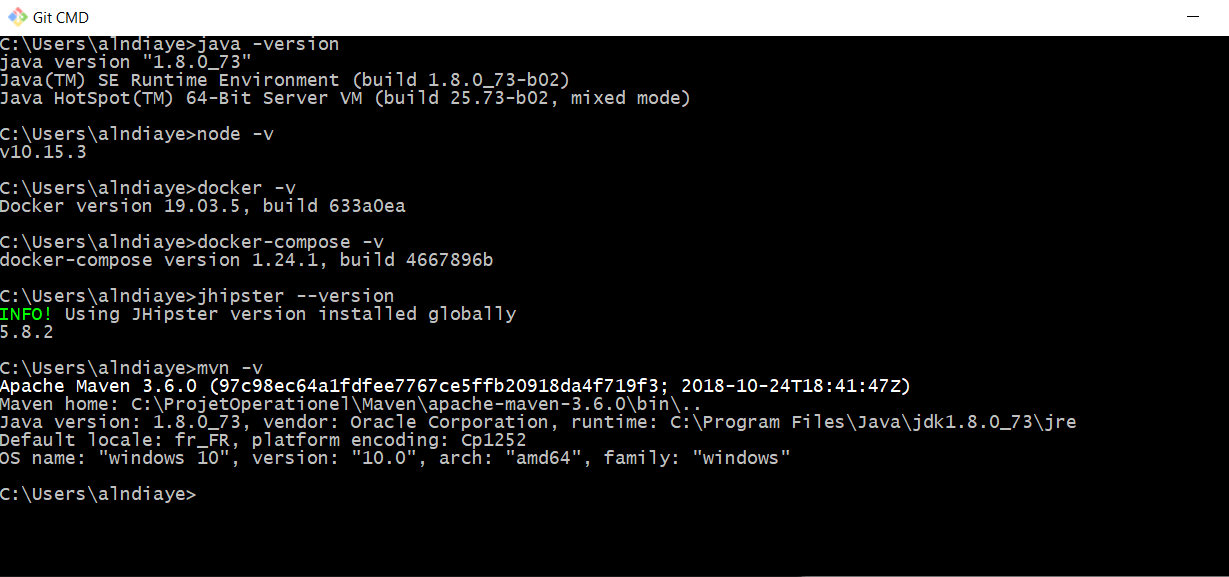 Git CMD
C:\Users\alndiaye>java -version
java version "1.8.0_73"
Java(TM) SE Runtime Environment (build 1.8.0_73-b02)
Java HotSpot(TM) 64-Bit Server VM (build 25.73-b02, mixed mode)
C:\Users\alndiaye>node -v
v10.15.3
C:\Users\alndiaye>docker -v
Docker version 19.03.5, build 633a0ea
C:\Users\alndiaye>docker-compose -v
docker-compose version 1.24.1, build 4667896b
C:\Users\alndiaye>jhipster --version
INFO! Using JHipster version installed globally
5.8.2
C:\Users\alndiaye>mvn -v
Apache Maven 3.6.0 (97c98ec64a1fdfee7767ce5ffb20918da4f719f3; 2018-10-24T18:41:47Z)
Maven home: C:\ProjetOperationel\Maven\apache-maven-3.6.0\bin\..
Java version: 1.8.0_73, vendor: Oracle Corporation, runtime: C:\Program Files\Java\jdk1.8.0_73\jre
Default locale: fr_FR, platform encoding: Cp1252
OS name: "windows 10", version: "10.0", arch: "amd64", family: "windows"
C:\Users\alndiaye>